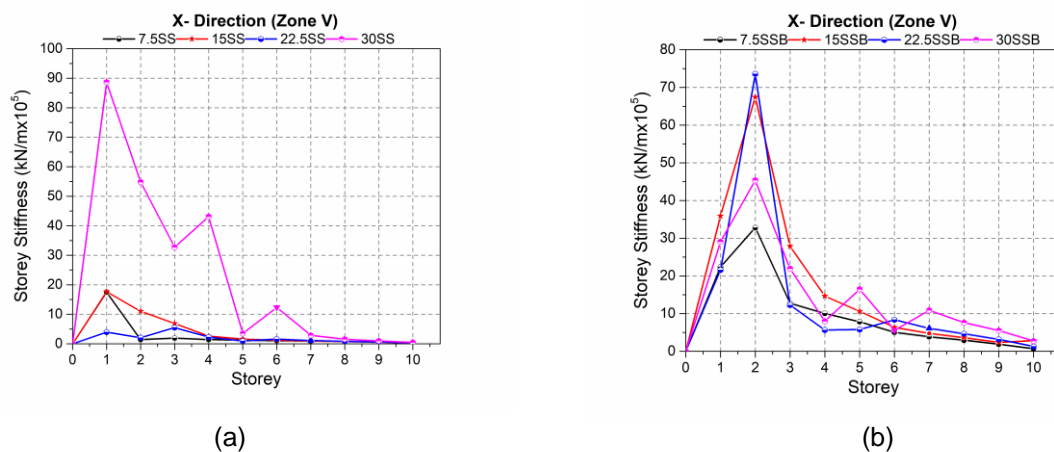 X- Direction (Zone V)
7.5SS 15SS 22.5SS 30SS
Storey Stiffness (kN/mx10⁵)
100
90
80
70
60
50
40
30
20
10
0
0 1 2 3 4 5 6 7 8 9 10
Storey
(a)
X- Direction (Zone V)
7.5SSB 15SSB 22.5SSB 30SSB
Storey Stiffness (kN/mx10⁵)
80
70
60
50
40
30
20
10
0
0 1 2 3 4 5 6 7 8 9 10
Storey
(b)